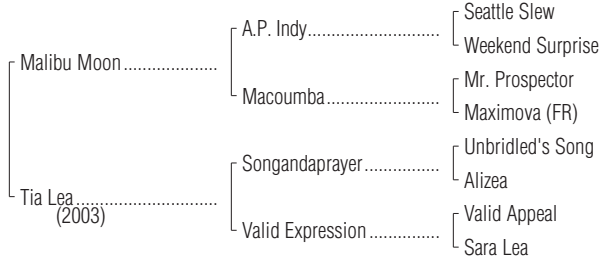 Seattle Slew
A.P. Indy........................................
Weekend Surprise
Malibu Moon.......................
Mr. Prospector
Macoumba...................................
Maximova (FR)
Unbridled's Song
Songandaprayer.......................
Alizea
Tia Lea...................................
(2003)
Valid Appeal
Valid Expression......................
Sara Lea